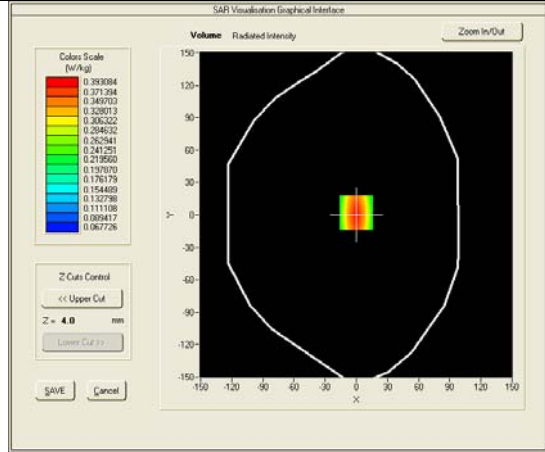 SAR Visualisation Graphical Interface
Volume Radiated Intensity
Zoom In/Out
Colors Scale
(W/kg)
0.393084
0.371394
0.349703
0.328013
0.306322
0.284632
0.262941
0.241251
0.219560
0.197870
0.176179
0.154489
0.132798
0.111108
0.089417
0.067726
Z-Cuts Control
<< Upper Cut
Z = 4.0 mm
Lower Cut >>
SAVE Cancel
150-
120-
90-
60-
30-
0-
-30-
-60-
-90-
-120-
-150-
Y
-150 -120 -90 -60 -30 0 30 60 90 120 150
X